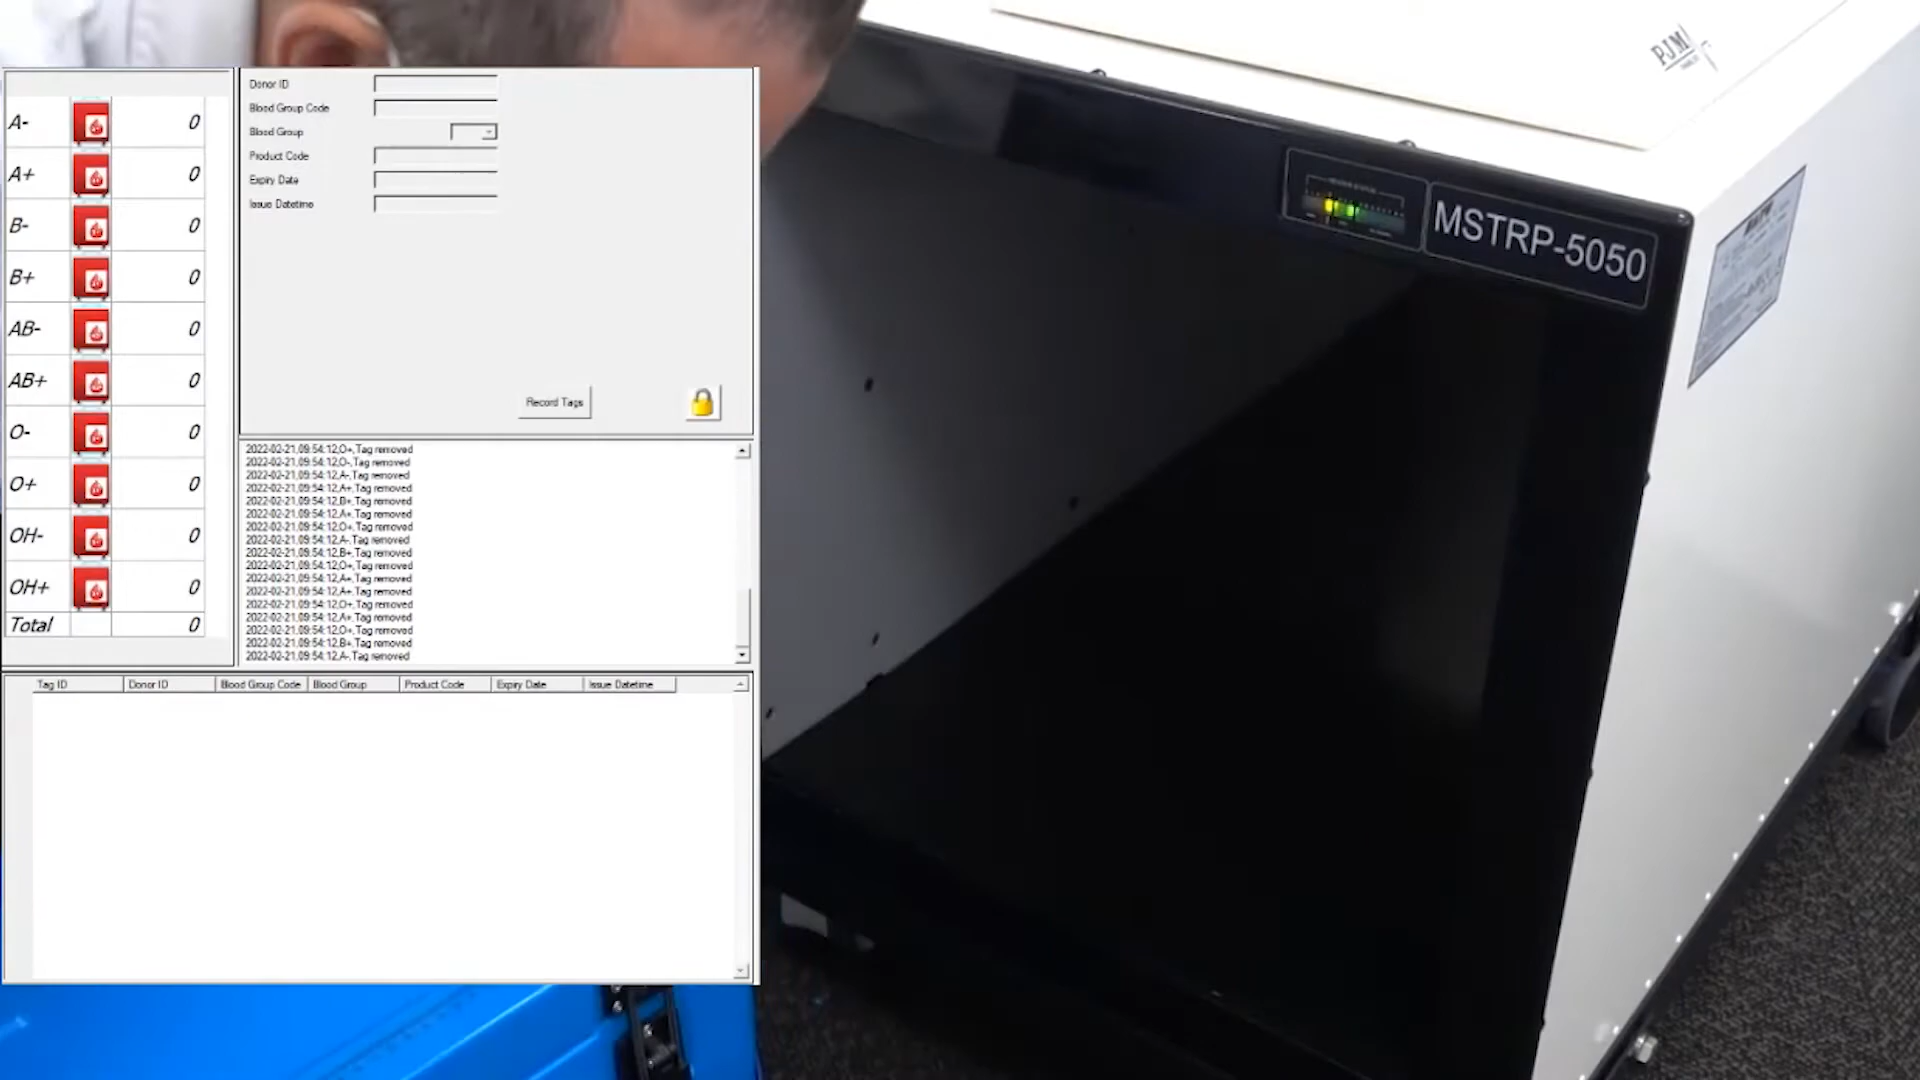 A- 0
A+ 0
B- 0
B+ 0
AB- 0
AB+ 0
O- 0
O+ 0
OH- 0
OH+ 0
Total 0
Donor ID
Blood Group Code
Blood Group
Product Code
Expiry Date
Issue Datetime
Record Tags
2022-02-21,09:54:12,O+,Tag removed
2022-02-21,09:54:12,O-,Tag removed
2022-02-21,09:54:12,A-,Tag removed
2022-02-21,09:54:12,A+,Tag removed
2022-02-21,09:54:12,B+,Tag removed
2022-02-21,09:54:12,A+,Tag removed
2022-02-21,09:54:12,O+,Tag removed
2022-02-21,09:54:12,A-,Tag removed
2022-02-21,09:54:12,B+,Tag removed
2022-02-21,09:54:12,O+,Tag removed
2022-02-21,09:54:12,A+,Tag removed
2022-02-21,09:54:12,A+,Tag removed
2022-02-21,09:54:12,O+,Tag removed
2022-02-21,09:54:12,A+,Tag removed
2022-02-21,09:54:12,O+,Tag removed
2022-02-21,09:54:12,B+,Tag removed
2022-02-21,09:54:12,A-,Tag removed
Tag ID Donor ID Blood Group Code Blood Group Product Code Expiry Date Issue Datetime
PJM
MSTRP-5050